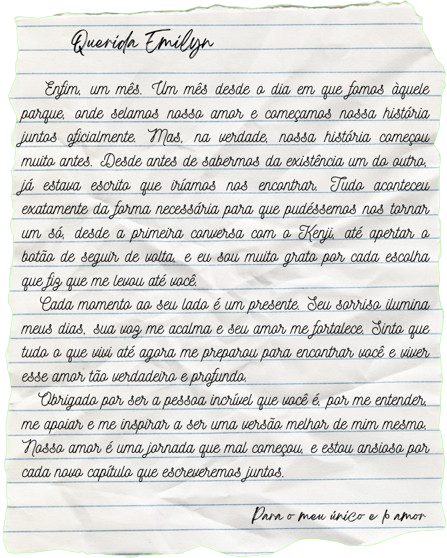 Querida Emilyn
Enfim, um mês. Um mês desde o dia em que fomos àquele
parque, onde selamos nosso amor e começamos nossa história
juntos oficialmente. Mas, na verdade, nossa história começou
muito antes. Desde antes de sabermos da existência um do outro,
já estava escrito que iríamos nos encontrar. Tudo aconteceu
exatamente da forma necessária para que pudéssemos nos tornar
um só, desde a primeira conversa com o Kenji, até apertar o
botão de seguir de volta, e eu sou muito grato por cada escolha
que fiz que me levou até você.
Cada momento ao seu lado é um presente. Seu sorriso ilumina
meus dias, sua voz me acalma e seu amor me fortalece. Sinto que
tudo o que vivi até agora me preparou para encontrar você e viver
esse amor tão verdadeiro e profundo.
Obrigado por ser a pessoa incrível que você é, por me entender,
me apoiar e me inspirar a ser uma versão melhor de mim mesmo.
Nosso amor é uma jornada que mal começou, e estou ansioso por
cada novo capítulo que escreveremos juntos.
Para o meu único e amor